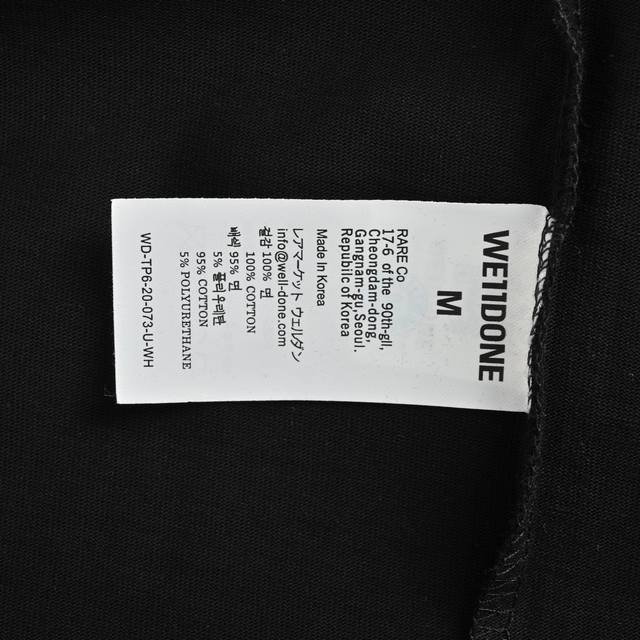 WE11DONE
M
RARE Co
17-6 of the 90th-gil,
Cheongdam-dong,
Gangnam-gu, Seoul.
Republic of Korea
Made In Korea
レアマーケット ウェルダン
info@well-done.com
겉감 100% 면
100% COTTON
배색 95% 면
5% 폴리 우리탄
95% COTTON
5% POLYURETHANE
WD-TP6-20-073-U-WH